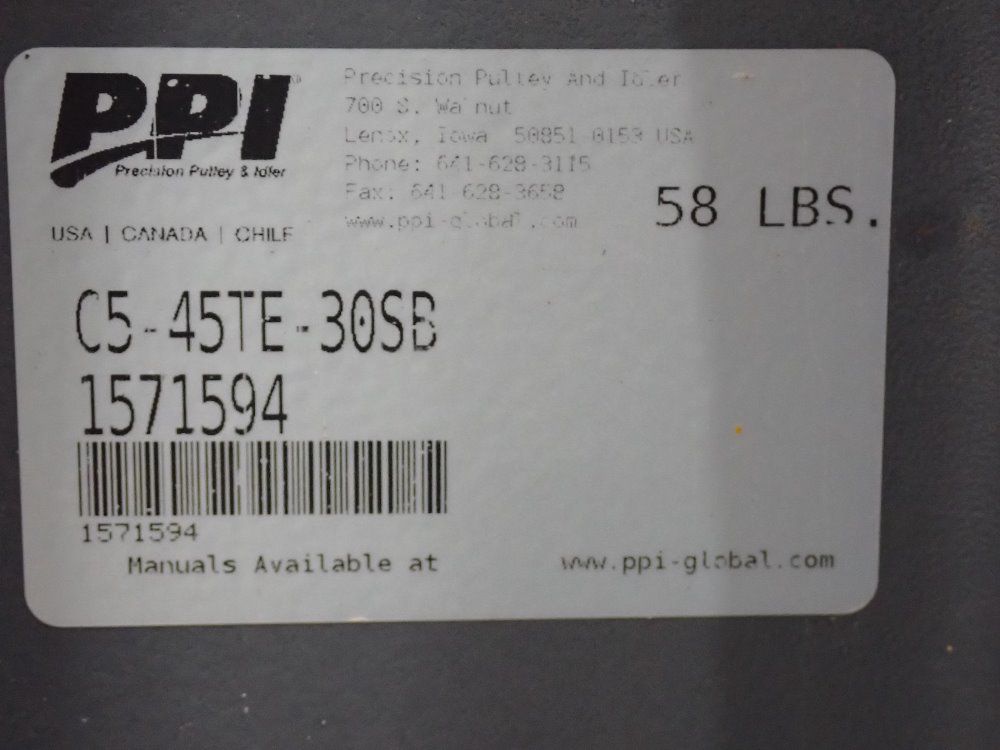 PPI®
Precision Pulley & Idler
USA | CANADA | CHILE
Precision Pulley And Idler
700 S. Walnut
Lenox, Iowa 50851-0153 USA
Phone: 641-628-3115
Fax: 641-628-3658
www.ppi-global.com
58 LBS.
C5-45TE-30SB
1571594
1571594
Manuals Available at www.ppi-global.com